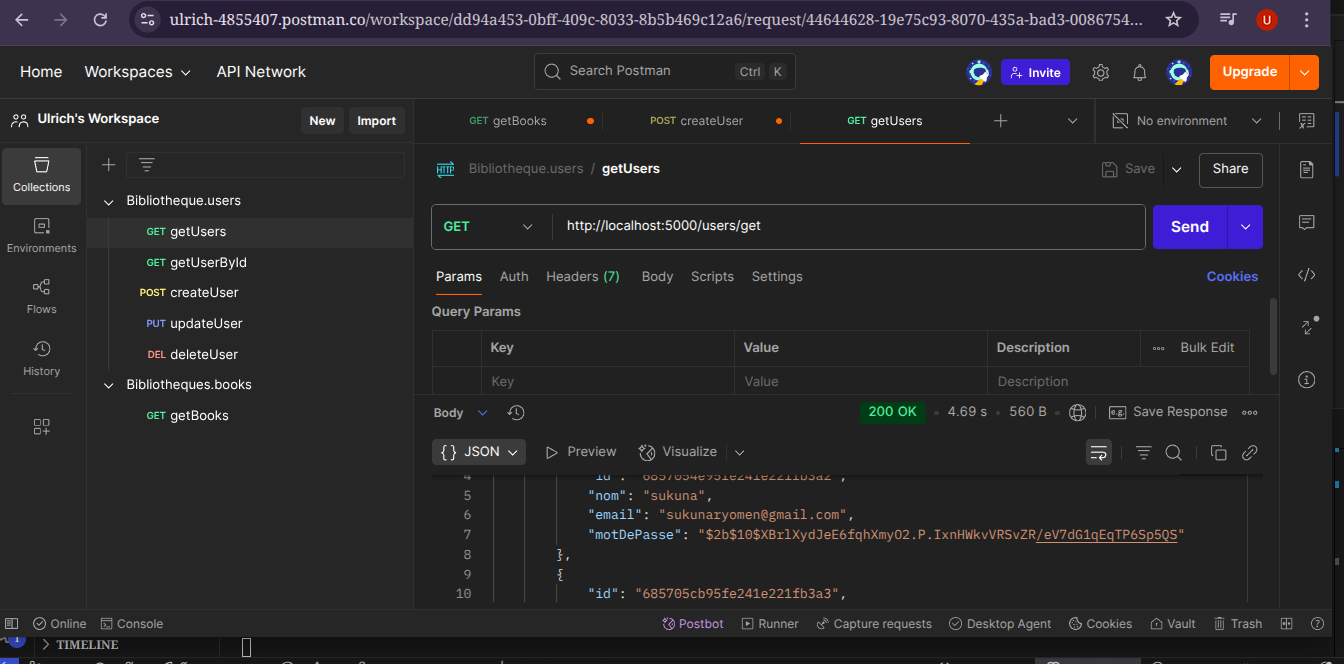 ulrich-4855407.postman.co/workspace/dd94a453-0bff-409c-8033-8b5b469c12a6/request/44644628-19e75c93-8070-435a-bad3-0086754...
U
Home Workspaces API Network
Search Postman Ctrl K
Invite
Upgrade
Ulrich's Workspace
New Import
GET getBooks
POST createUser
GET getUsers
No environment
Collections
Environments
Flows
History
Bibliotheque.users
GET getUsers
GET getUserById
POST createUser
PUT updateUser
DEL deleteUser
Bibliotheques.books
GET getBooks
HTTP Bibliotheque.users / getUsers
Save Share
GET http://localhost:5000/users/get
Send
Params Auth Headers (7) Body Scripts Settings Cookies
Query Params
Key Value Description Bulk Edit
Key Value Description
Body 200 OK 4.69 s 560 B e.g. Save Response
{} JSON Preview Visualize
4 "id": "6857054e95fe241e221fb3a2",
5 "nom": "sukuna",
6 "email": "sukunaryomen@gmail.com",
7 "motDePasse": "$2b$10$XBrlXydJeE6fqhXmyO2.P.IxnHWkvVRSvZR/eV7dG1qEqTP6Sp5QS"
8 },
9 {
10 "id": "685705cb95fe241e221fb3a3",
Online Console Postbot Runner Capture requests Desktop Agent Cookies Vault Trash
1 TIMELINE